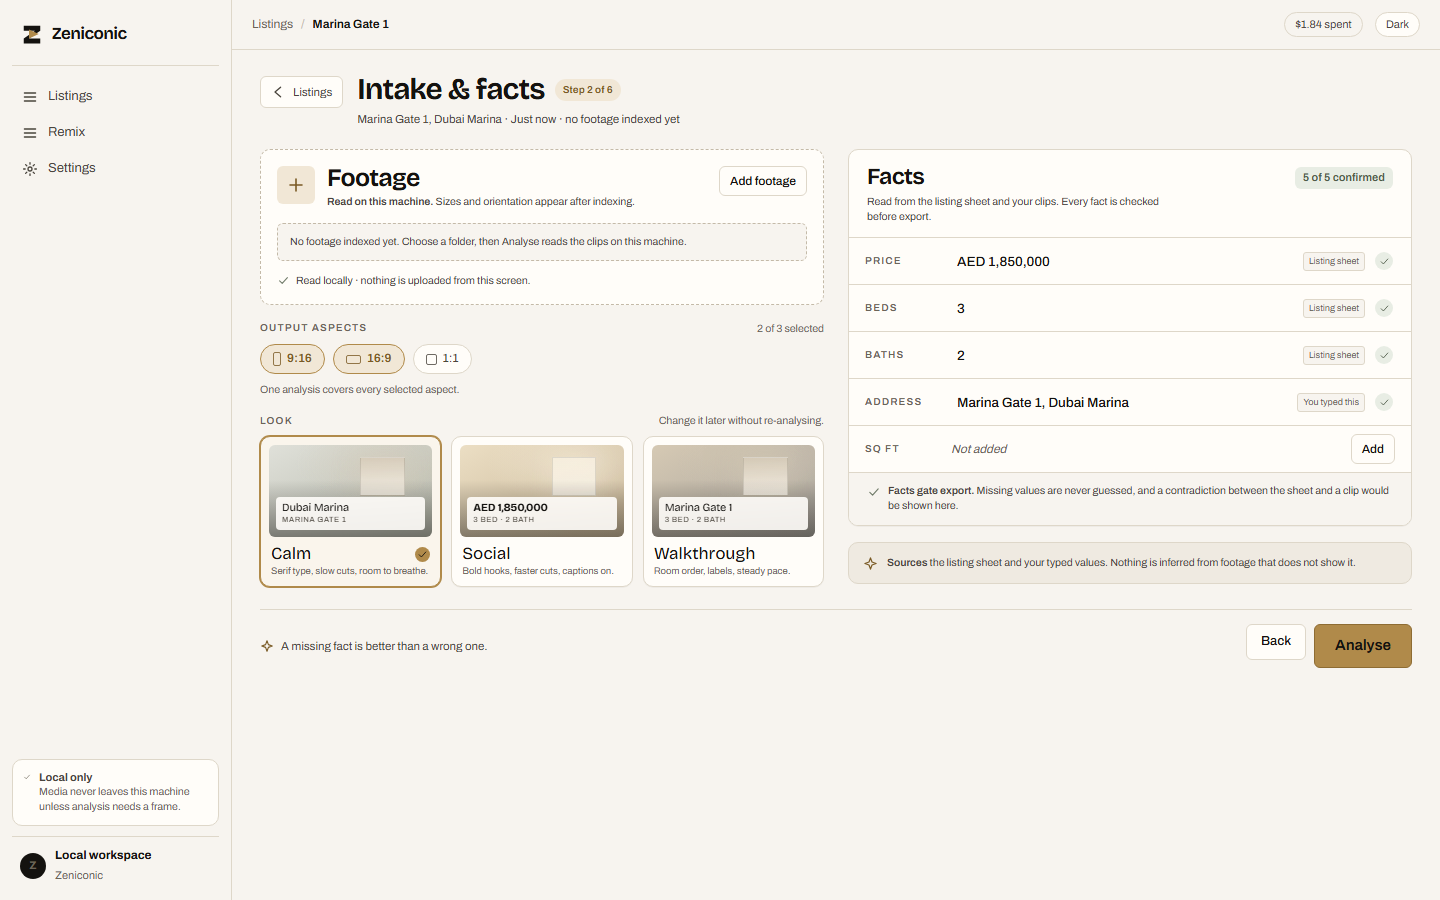 Zeniconic
Listings / Marina Gate 1
$1.84 spent
Dark
Listings
Remix
Settings
Listings
Intake & facts
Step 2 of 6
Marina Gate 1, Dubai Marina · Just now · no footage indexed yet
Footage
Read on this machine. Sizes and orientation appear after indexing.
Add footage
No footage indexed yet. Choose a folder, then Analyse reads the clips on this machine.
Read locally · nothing is uploaded from this screen.
OUTPUT ASPECTS
2 of 3 selected
9:16
16:9
1:1
One analysis covers every selected aspect.
LOOK
Change it later without re-analysing.
Dubai Marina
MARINA GATE 1
Calm
Serif type, slow cuts, room to breathe.
AED 1,850,000
3 BED · 2 BATH
Social
Bold hooks, faster cuts, captions on.
Marina Gate 1
3 BED · 2 BATH
Walkthrough
Room order, labels, steady pace.
Facts
5 of 5 confirmed
Read from the listing sheet and your clips. Every fact is checked
before export.
PRICE
AED 1,850,000
Listing sheet
BEDS
3
Listing sheet
BATHS
2
Listing sheet
ADDRESS
Marina Gate 1, Dubai Marina
You typed this
SQ FT
Not added
Add
Facts gate export. Missing values are never guessed, and a contradiction between the sheet and a clip would
be shown here.
Sources the listing sheet and your typed values. Nothing is inferred from footage that does not show it.
A missing fact is better than a wrong one.
Back
Analyse
Local only
Media never leaves this machine
unless analysis needs a frame.
Z
Local workspace
Zeniconic